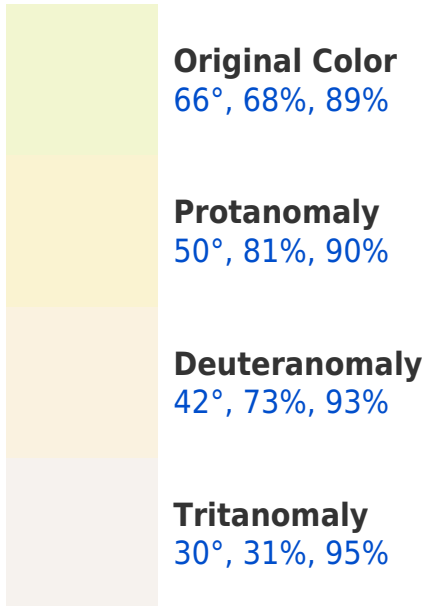 Original Color
66°, 68%, 89%
Protanomaly
50°, 81%, 90%
Deuteranomaly
42°, 73%, 93%
Tritanomaly
30°, 31%, 95%